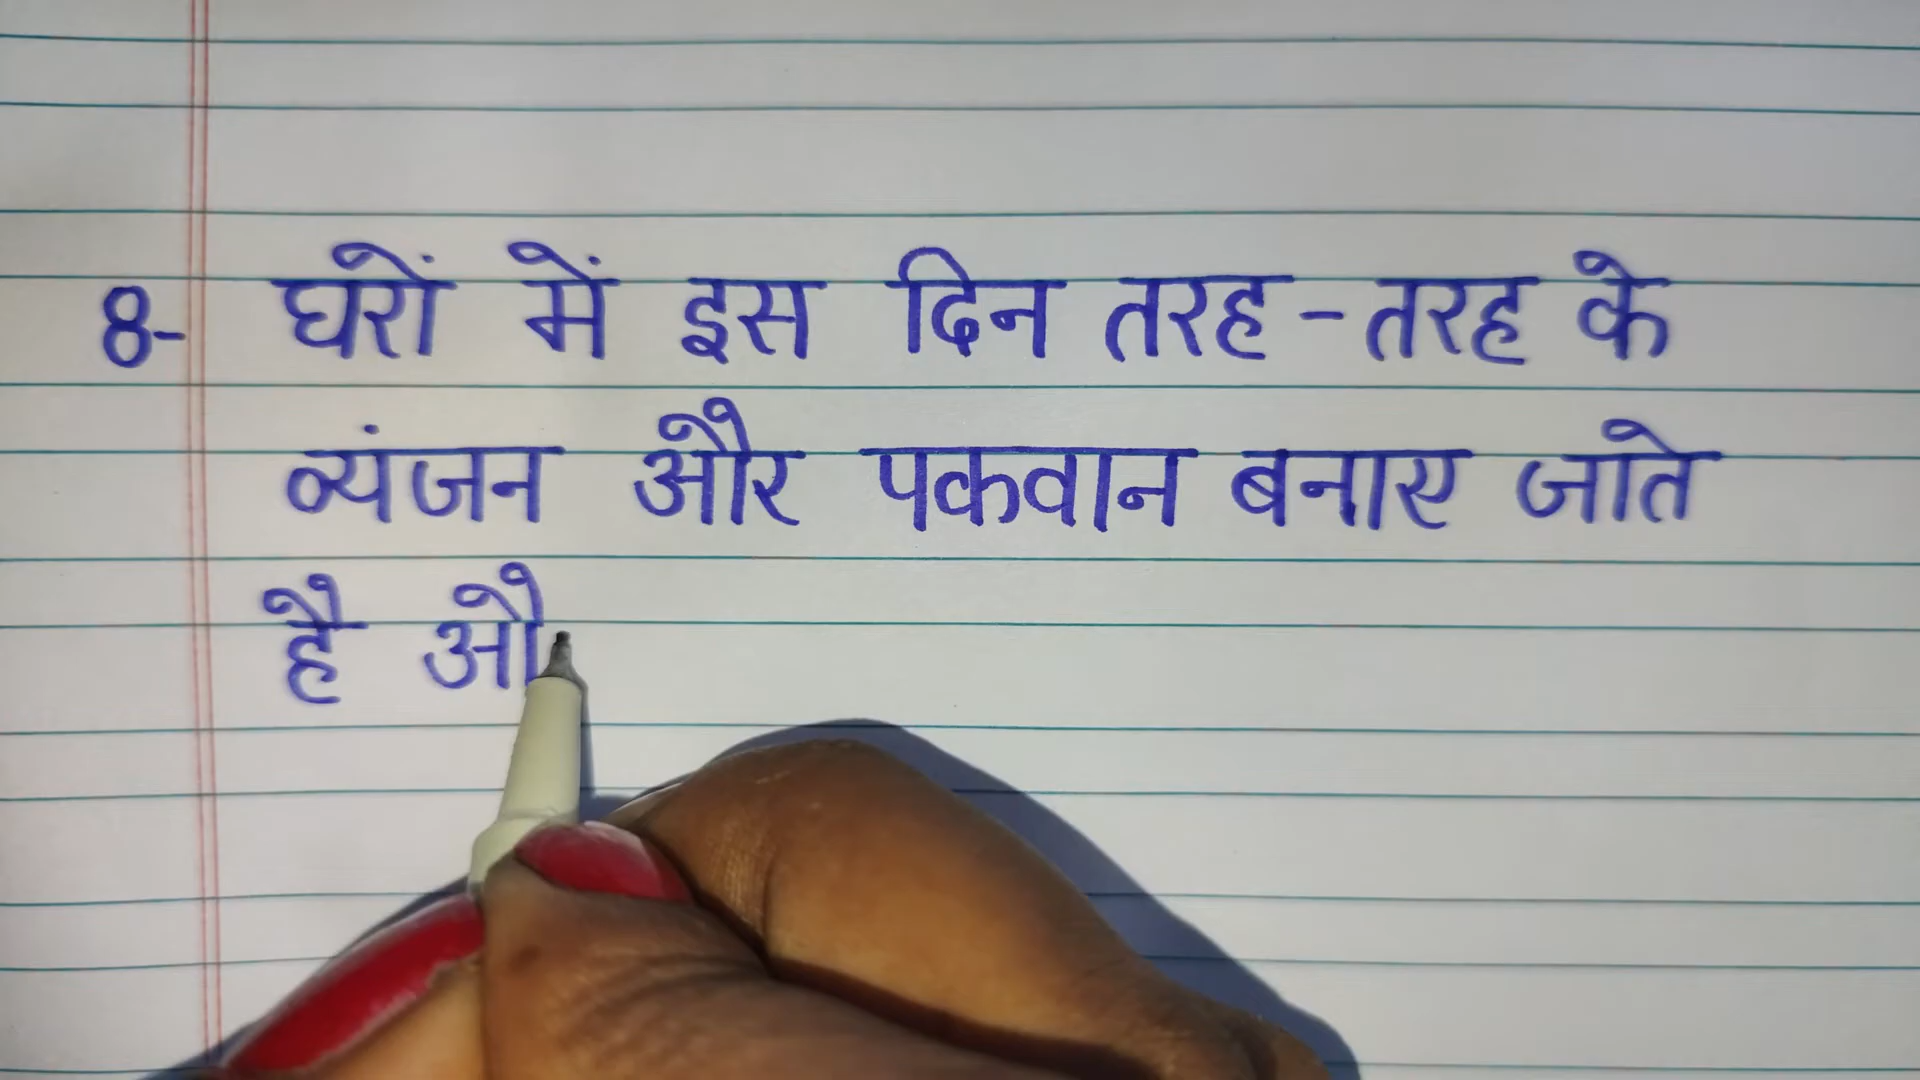 8- घरों में इस दिन तरह-तरह के
व्यंजन और पकवान बनाए जाते
है औ